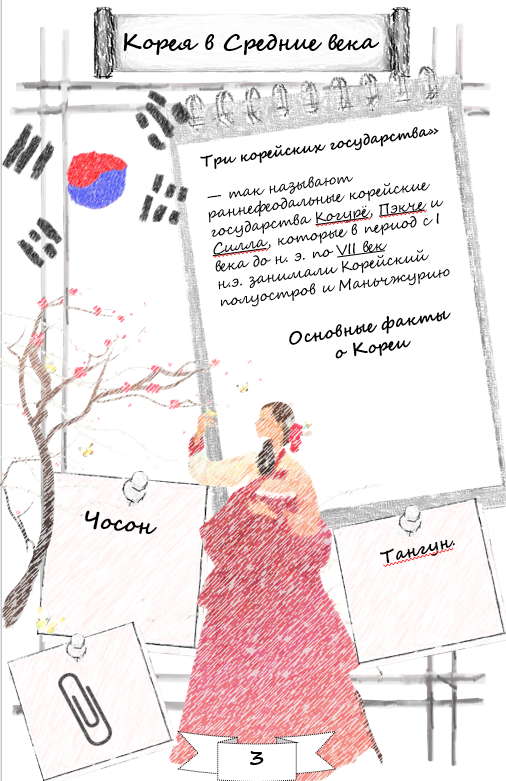 Корея в Средние века
Три корейских государства»
— так называют
раннефеодальные корейские
государства Когурё, Пэкче и
Силла, которые в период с I
века до н. э. по VII век
н.э. занимали Корейский
полуостров и Маньчжурию
Основные факты
о Кореи
Чосон
Тангун.
3